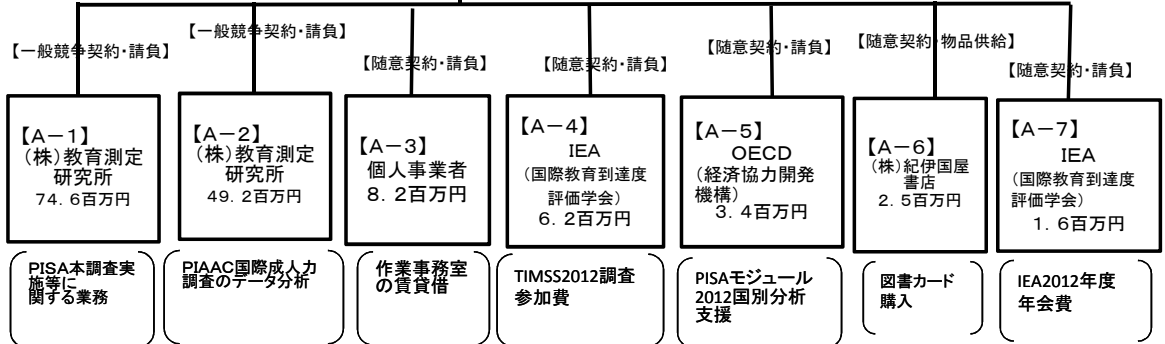 【一般競争契約・請負】
【一般競争契約・請負】
【随意契約・請負】
【随意契約・請負】
【随意契約・請負】
【随意契約・物品供給】
【随意契約・請負】
【A－1】
(株)教育測定
研究所
74．6百万円
【A－2】
(株)教育測定
研究所
49．2百万円
【A－3】
個人事業者
8．2百万円
【A－4】
IEA
(国際教育到達度
評価学会)
6．2百万円
【A－5】
OECD
(経済協力開発
機構)
3．4百万円
【A－6】
(株)紀伊国屋
書店
2．5百万円
【A－7】
IEA
(国際教育到達度
評価学会)
1．6百万円
PISA本調査実
施等に
関する業務
PIAAC国際成人力
調査のデータ分析
作業事務室
の賃貸借
TIMSS2012調査
参加費
PISAモジュール
2012国別分析
支援
図書カード
購入
IEA2012年度
年会費